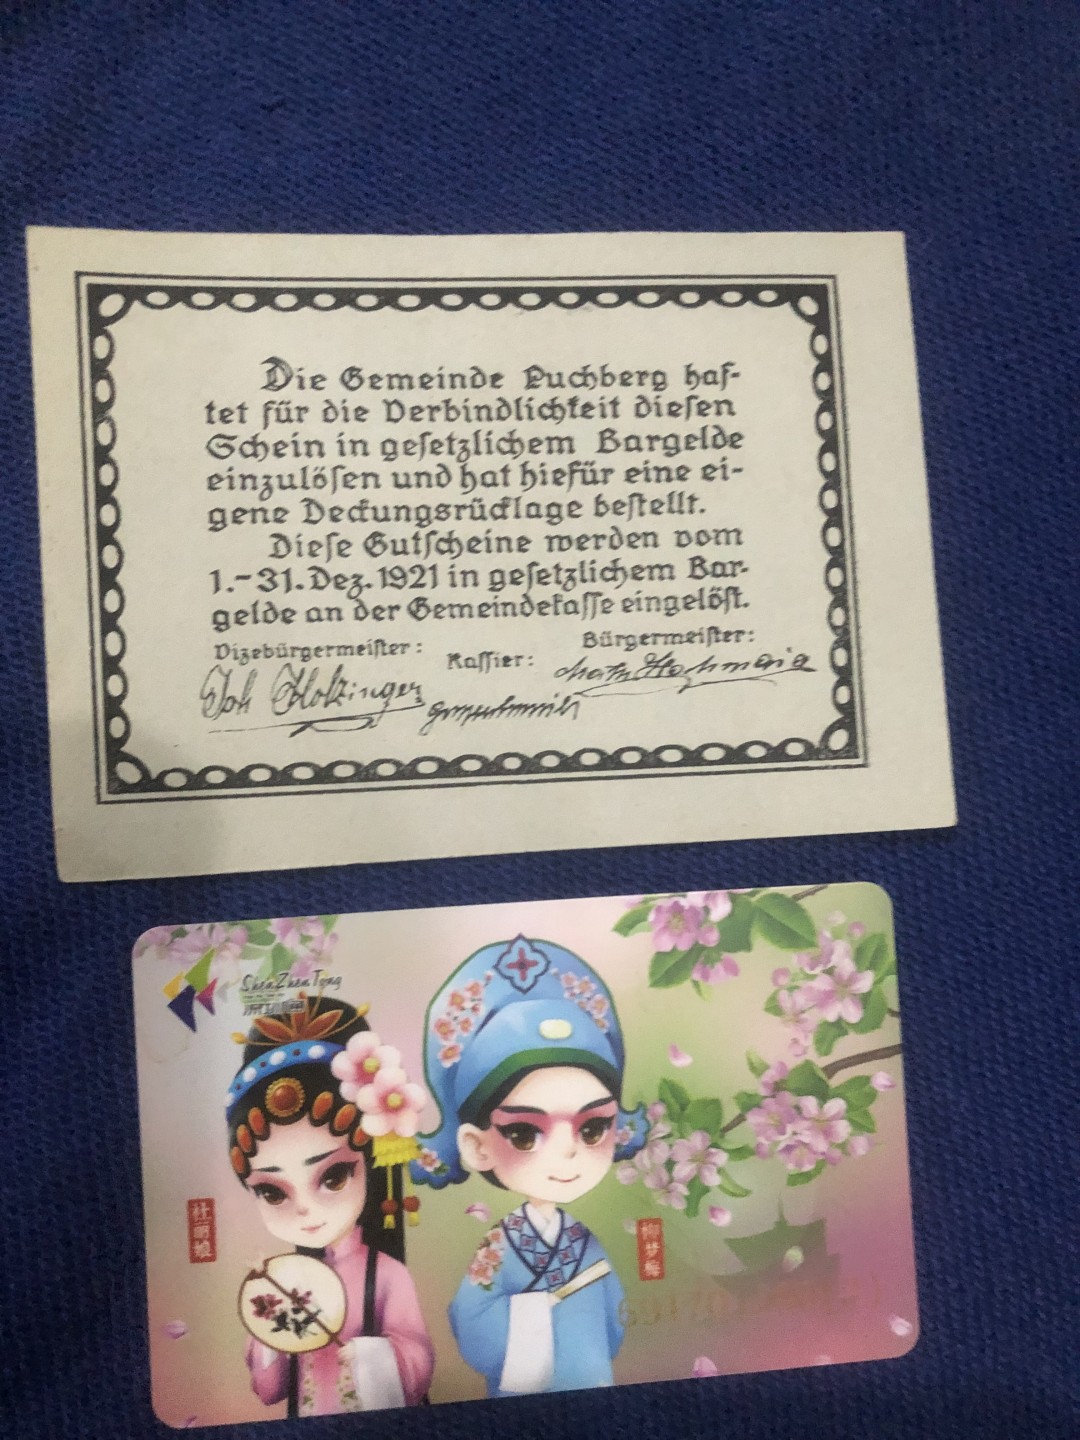 Die Gemeinde Puchberg haf-
tet für die Verbindlichkeit diesen
Schein in gesetzlichem Bargelde
einzulösen und hat hiefür eine ei-
gene Deckungsrücklage bestellt.
Diese Gutscheine werden vom
1.-31. Dez. 1921 in gesetzlichem Bar-
gelde an der Gemeindekasse eingelöst.
Vizebürgermeister: Kassier: Bürgermeister:
Joh Holzinger
ShenZhenTong
杜丽娘
柳梦梅